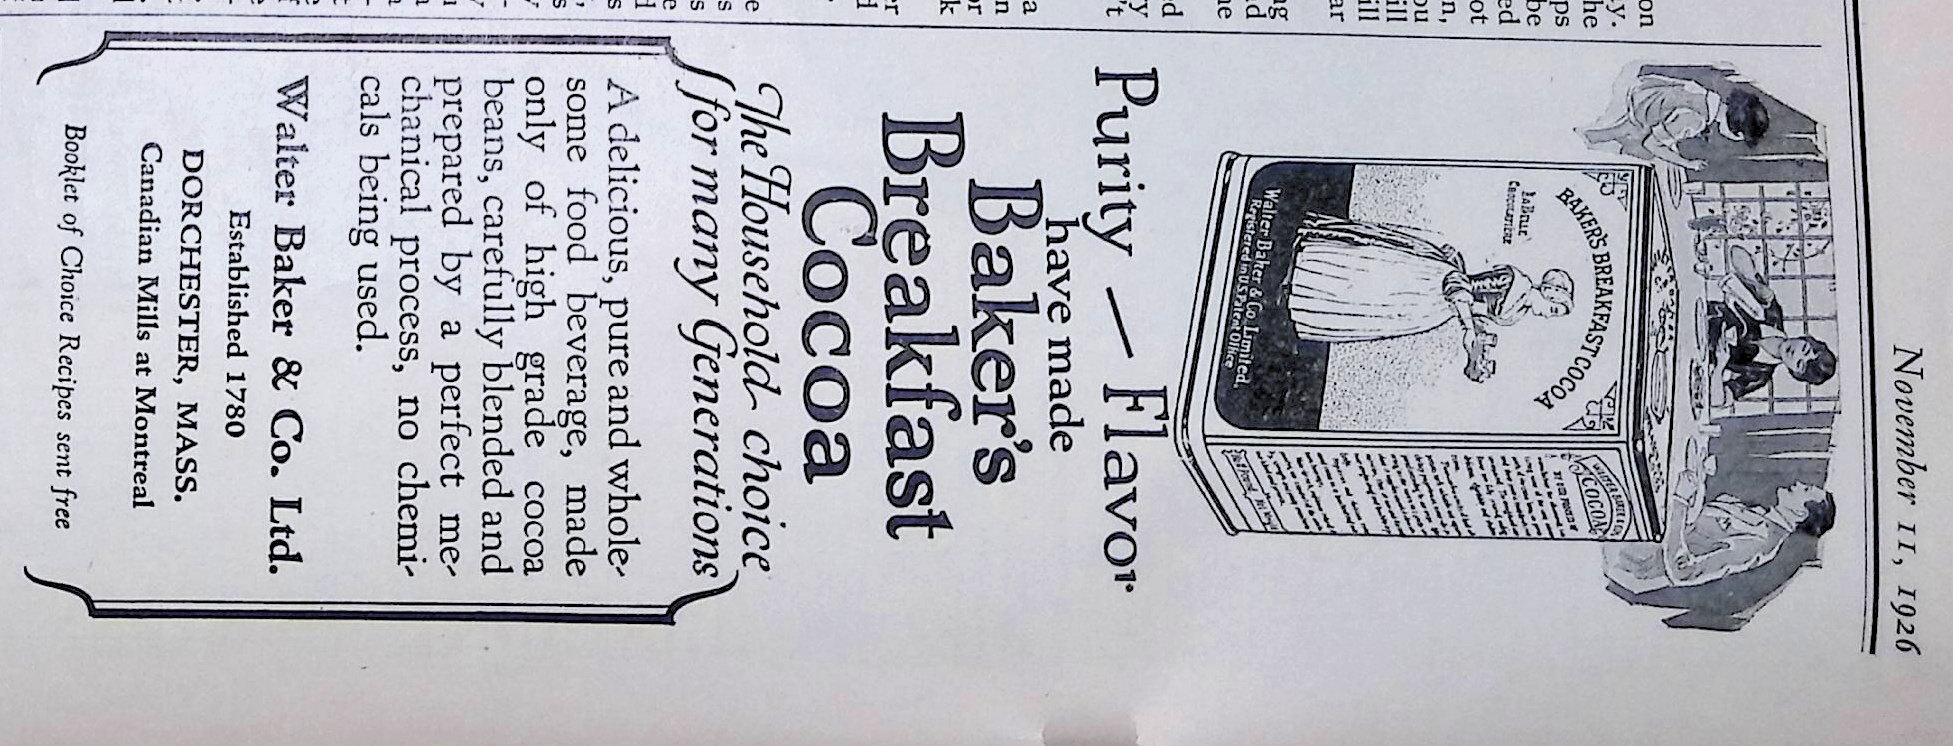 November 11, 1926
BAKER'S BREAKFAST COCOA
La Belle
Chocolatiere
Walter Baker & Co. Limited.
Registered in U.S. Patent Office
WALTER BAKER & CO'S
COCOA
Purity — Flavor
have made
Baker's
Breakfast
Cocoa
The Household choice
for many Generations
A delicious, pure and whole-
some food beverage, made
only of high grade cocoa
beans, carefully blended and
prepared by a perfect me-
chanical process, no chemi-
cals being used.
Walter Baker & Co. Ltd.
Established 1780
DORCHESTER, MASS.
Canadian Mills at Montreal
Booklet of Choice Recipes sent free